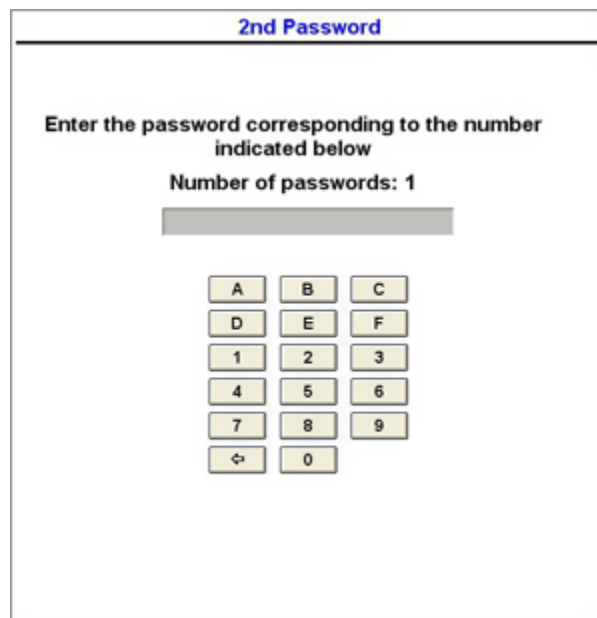 2nd Password
Enter the password corresponding to the number
indicated below
Number of passwords: 1
A B C
D E F
1 2 3
4 5 6
7 8 9
0